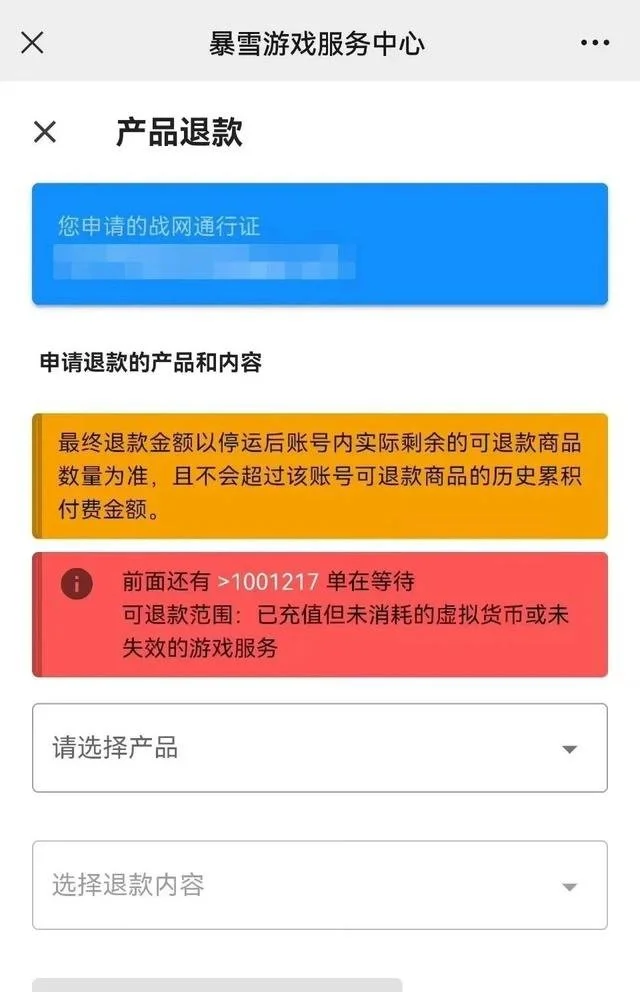 暴雪游戏服务中心
产品退款
您申请的战网通行证
申请退款的产品和内容
最终退款金额以停运后账号内实际剩余的可退款商品
数量为准，且不会超过该账号可退款商品的历史累积
付费金额。
前面还有 >1001217 单在等待
可退款范围：已充值但未消耗的虚拟货币或未
失效的游戏服务
请选择产品
选择退款内容